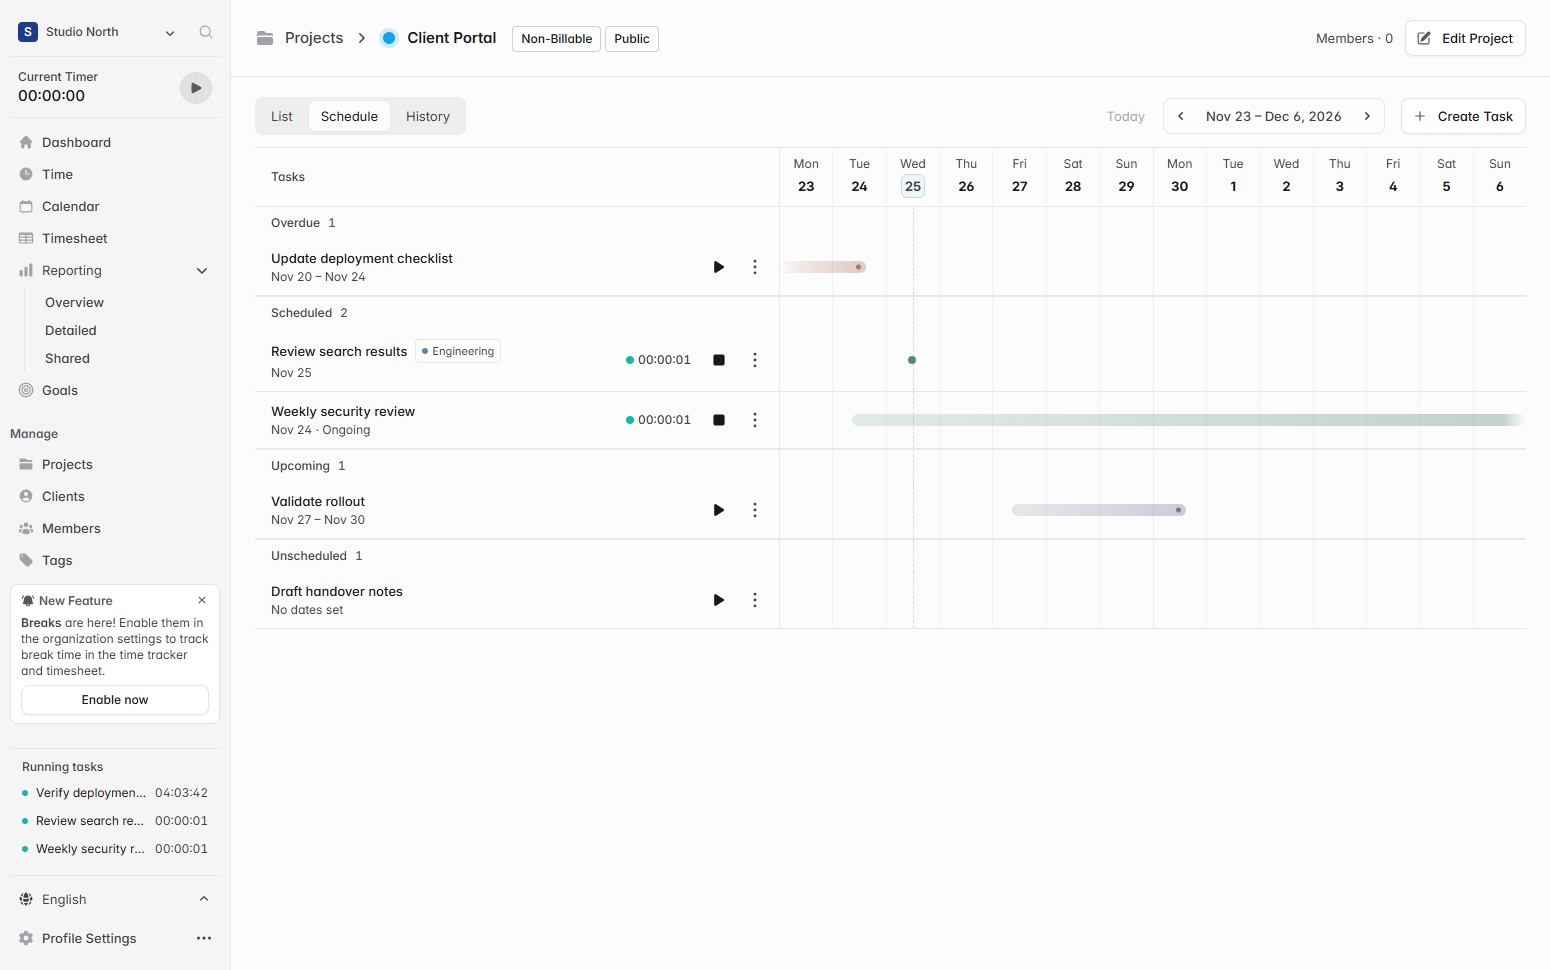 S Studio North
Current Timer
00:00:00
Dashboard
Time
Calendar
Timesheet
Reporting
Overview
Detailed
Shared
Goals
Manage
Projects
Clients
Members
Tags
New Feature
Breaks are here! Enable them in
the organization settings to track
break time in the time tracker
and timesheet.
Enable now
Running tasks
Verify deploymen... 04:03:42
Review search re... 00:00:01
Weekly security r... 00:00:01
English
Profile Settings
Projects > Client Portal Non-Billable Public
Members · 0 Edit Project
List Schedule History
Today Nov 23 – Dec 6, 2026 Create Task
Tasks
Mon Tue Wed Thu Fri Sat Sun Mon Tue Wed Thu Fri Sat Sun
23 24 25 26 27 28 29 30 1 2 3 4 5 6
Overdue 1
Update deployment checklist
Nov 20 – Nov 24
Scheduled 2
Review search results Engineering 00:00:01
Nov 25
Weekly security review 00:00:01
Nov 24 · Ongoing
Upcoming 1
Validate rollout
Nov 27 – Nov 30
Unscheduled 1
Draft handover notes
No dates set